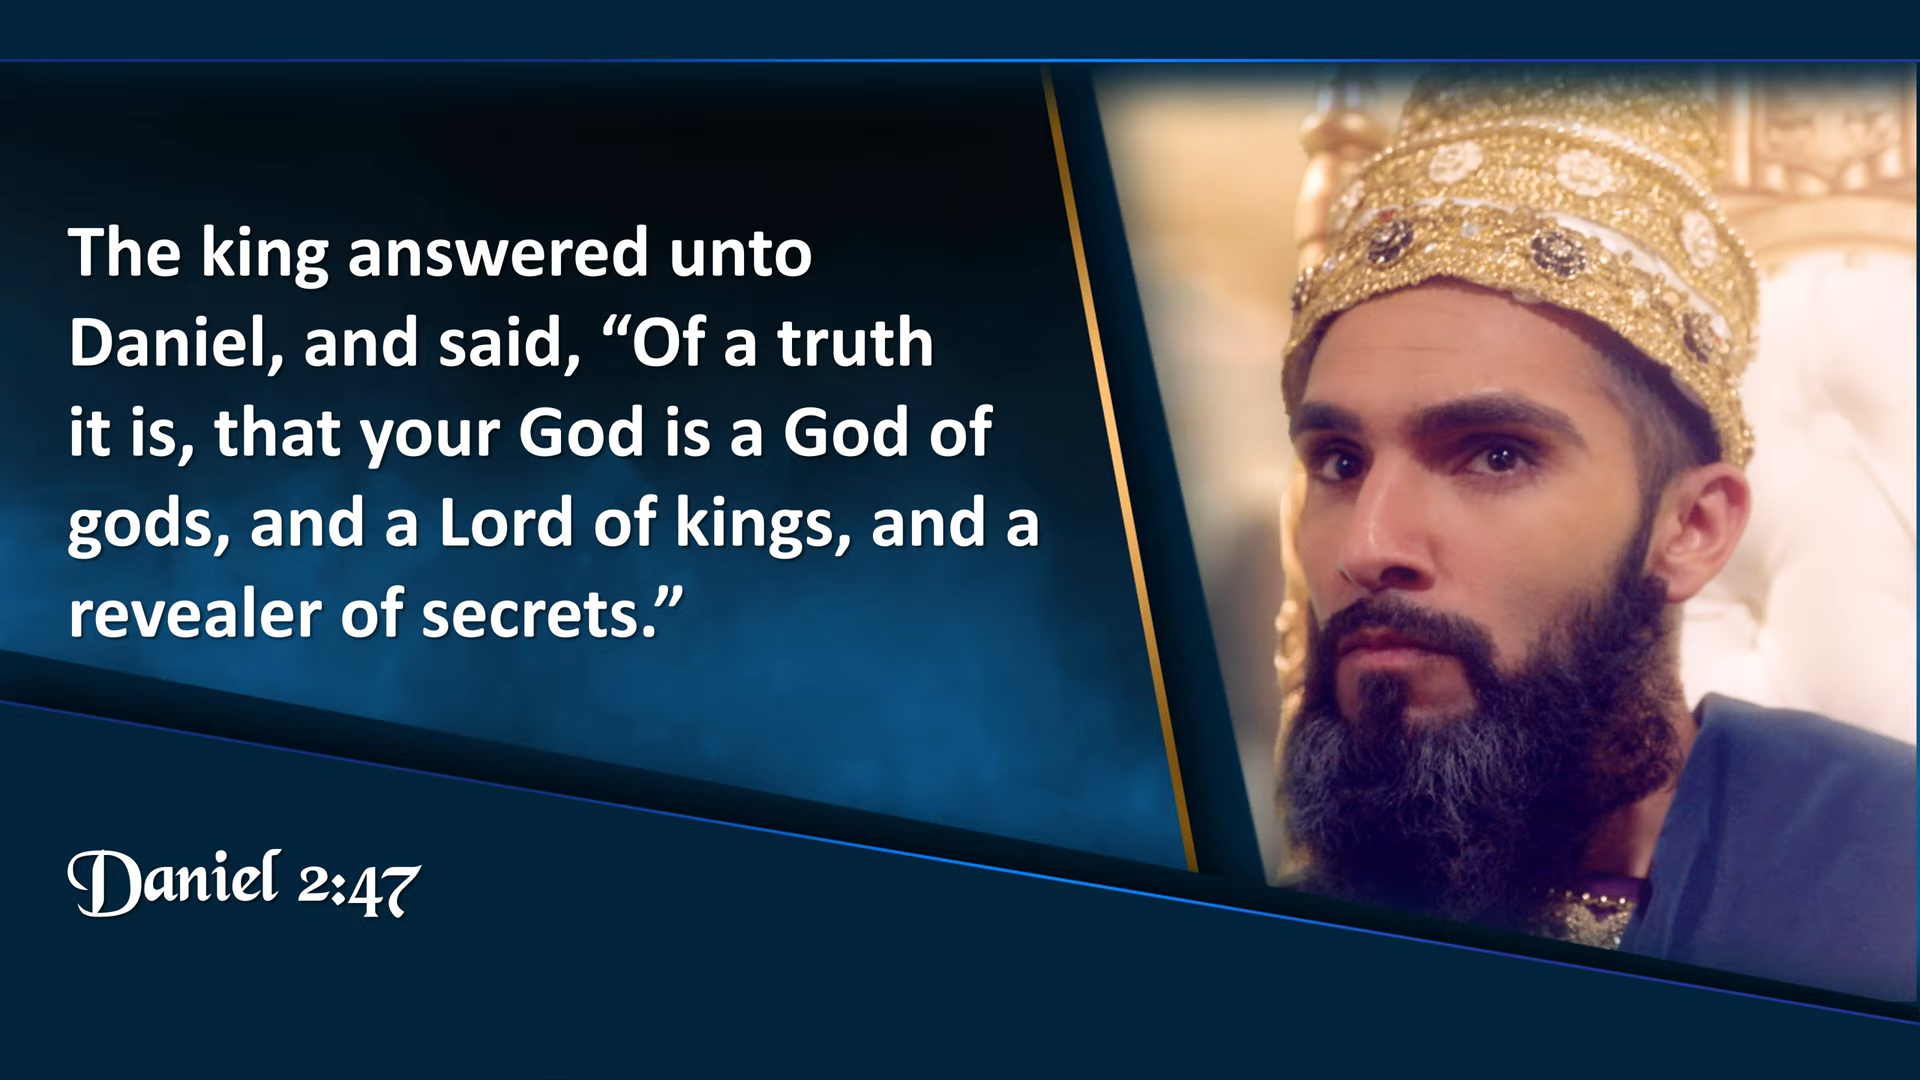 The king answered unto
Daniel, and said, “Of a truth
it is, that your God is a God of
gods, and a Lord of kings, and a
revealer of secrets.”
Daniel 2:47